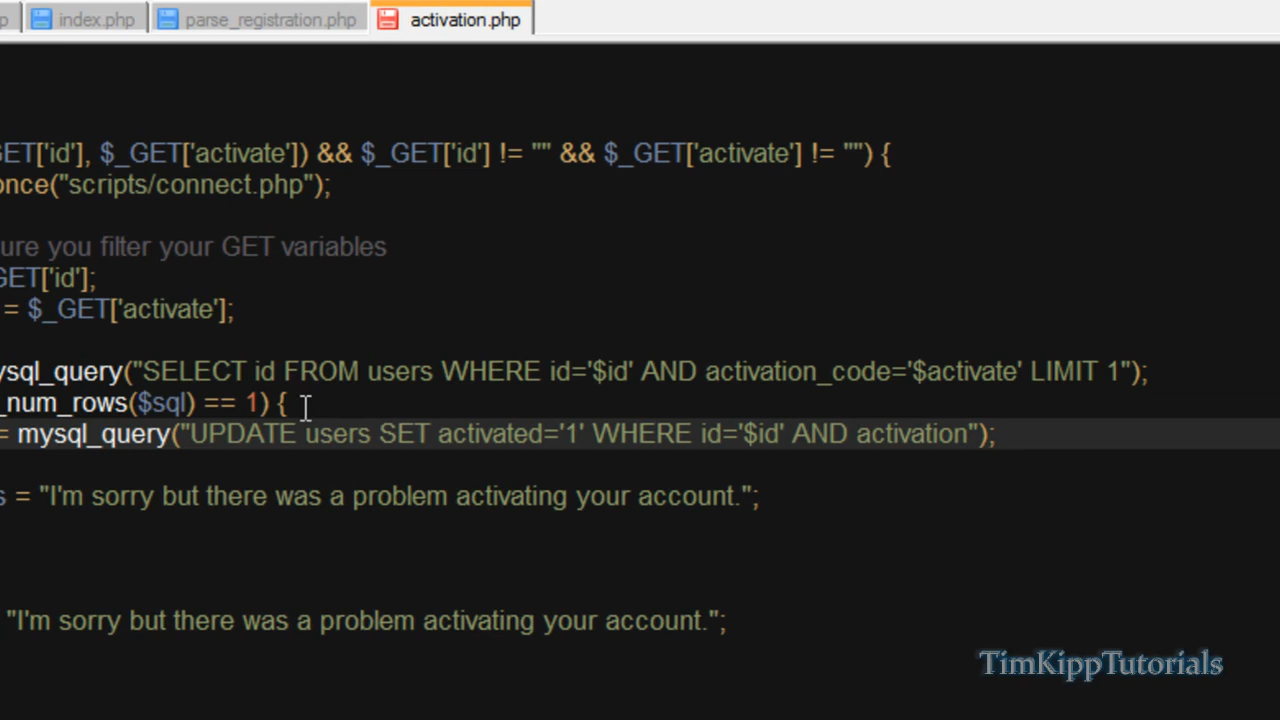 p index.php parse_registration.php activation.php
GET['id'], $_GET['activate']) && $_GET['id'] != "" && $_GET['activate'] != "") {
once("scripts/connect.php");
ure you filter your GET variables
GET['id'];
= $_GET['activate'];
ysql_query("SELECT id FROM users WHERE id='$id' AND activation_code='$activate' LIMIT 1");
_num_rows($sql) == 1) {
= mysql_query("UPDATE users SET activated='1' WHERE id='$id' AND activation");
s = "I'm sorry but there was a problem activating your account.";
"I'm sorry but there was a problem activating your account.";
TimKippTutorials